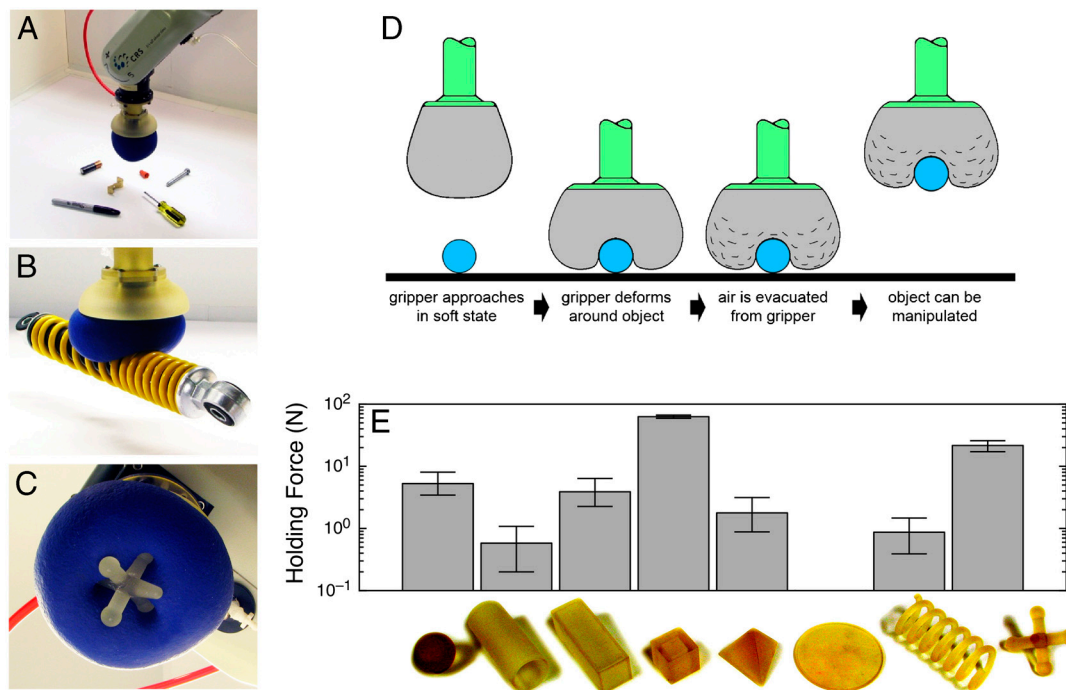 A
CRS
B
C
D
gripper approaches
in soft state
gripper deforms
around object
air is evacuated
from gripper
object can be
manipulated
E
Holding Force (N)
10²
10¹
10⁰
10⁻¹